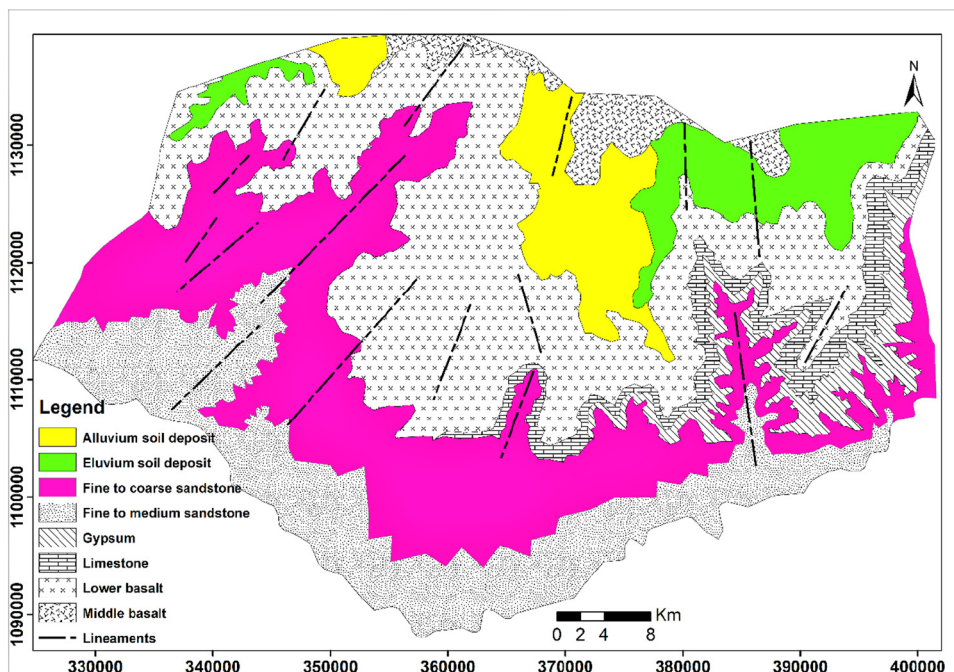 N
1130000
1120000
1110000
1100000
1090000
Legend
Alluvium soil deposit
Eluvium soil deposit
Fine to coarse sandstone
Fine to medium sandstone
Gypsum
Limestone
Lower basalt
Middle basalt
Lineaments
Km
0 2 4 8
330000 340000 350000 360000 370000 380000 390000 400000